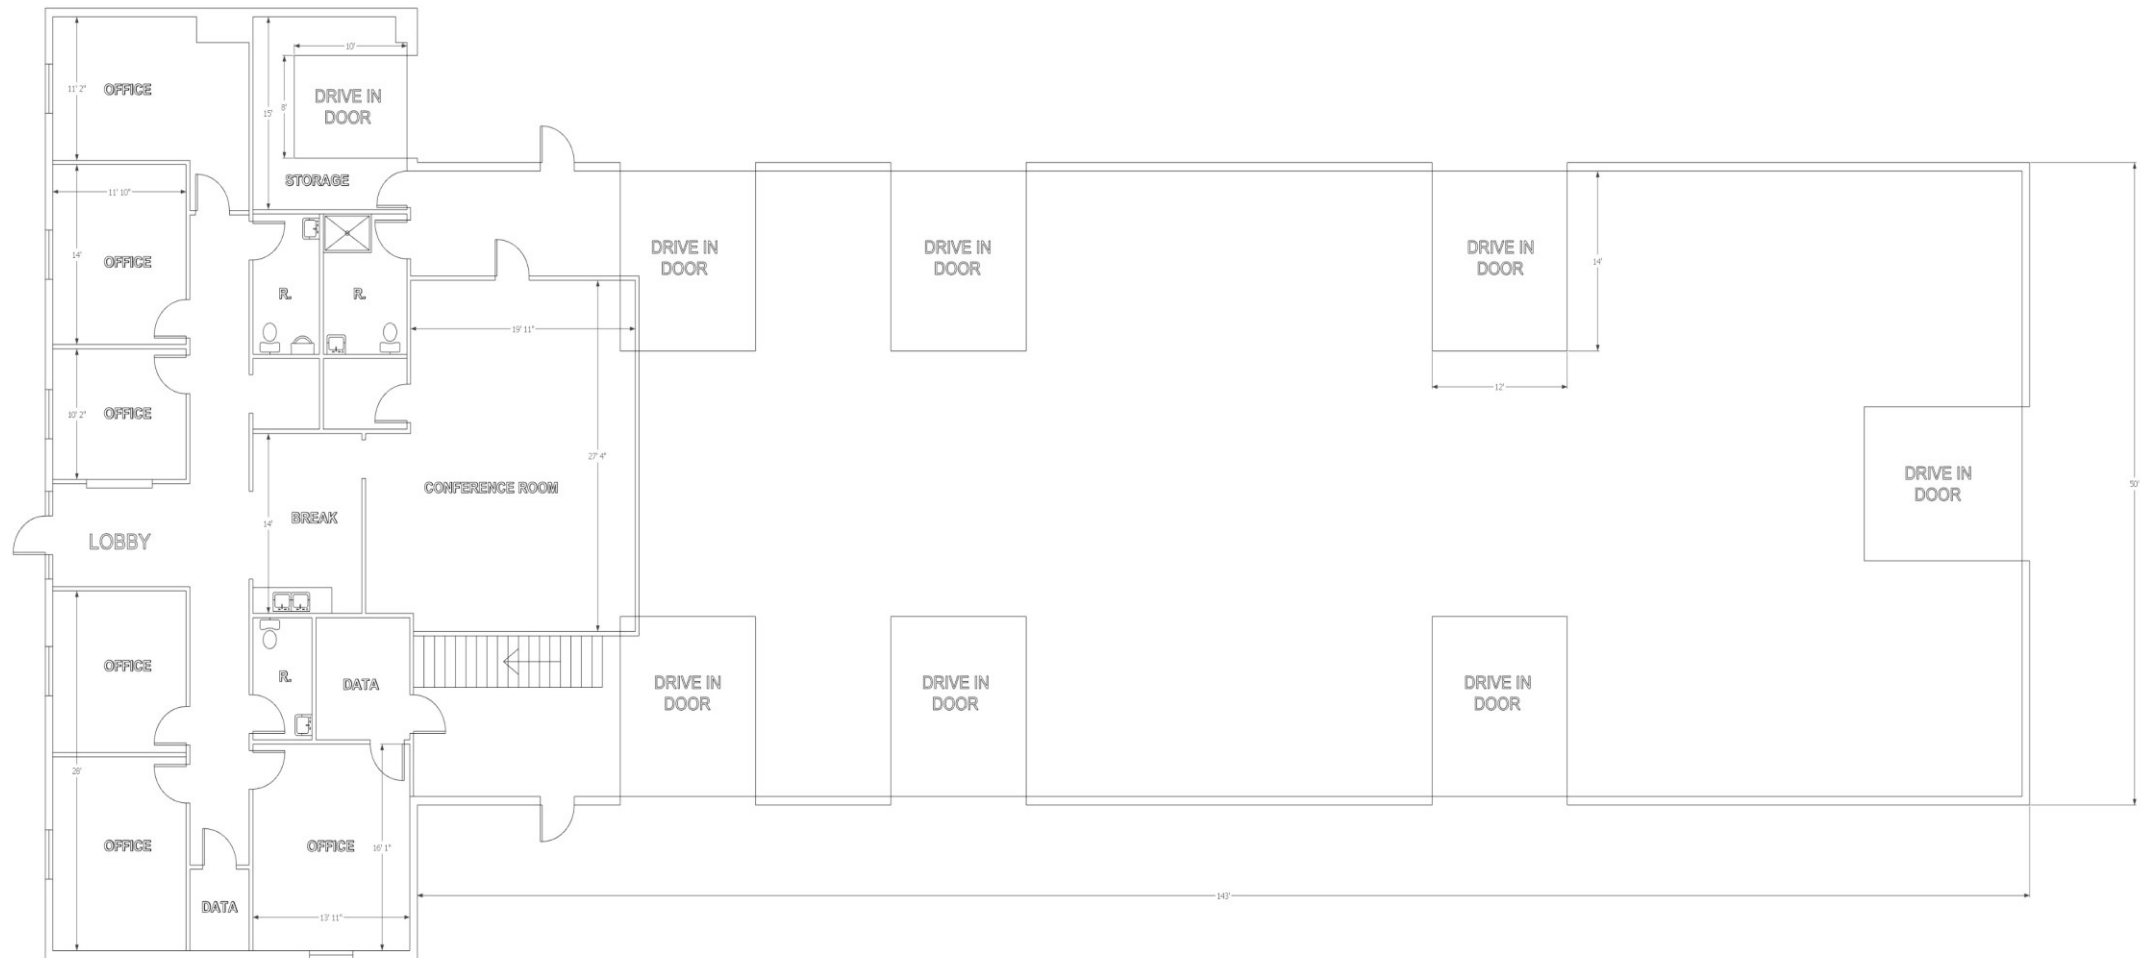 10'
OFFICE
11' 2"
DRIVE IN
DOOR
8'
15'
STORAGE
11' 10"
OFFICE
14'
R.
R.
DRIVE IN
DOOR
DRIVE IN
DOOR
DRIVE IN
DOOR
14'
19' 11"
12'
OFFICE
10' 2"
27' 4"
CONFERENCE ROOM
DRIVE IN
DOOR
50'
BREAK
14'
LOBBY
OFFICE
R.
DATA
DRIVE IN
DOOR
DRIVE IN
DOOR
DRIVE IN
DOOR
28'
OFFICE
OFFICE
16' 1"
DATA
13' 11"
143'